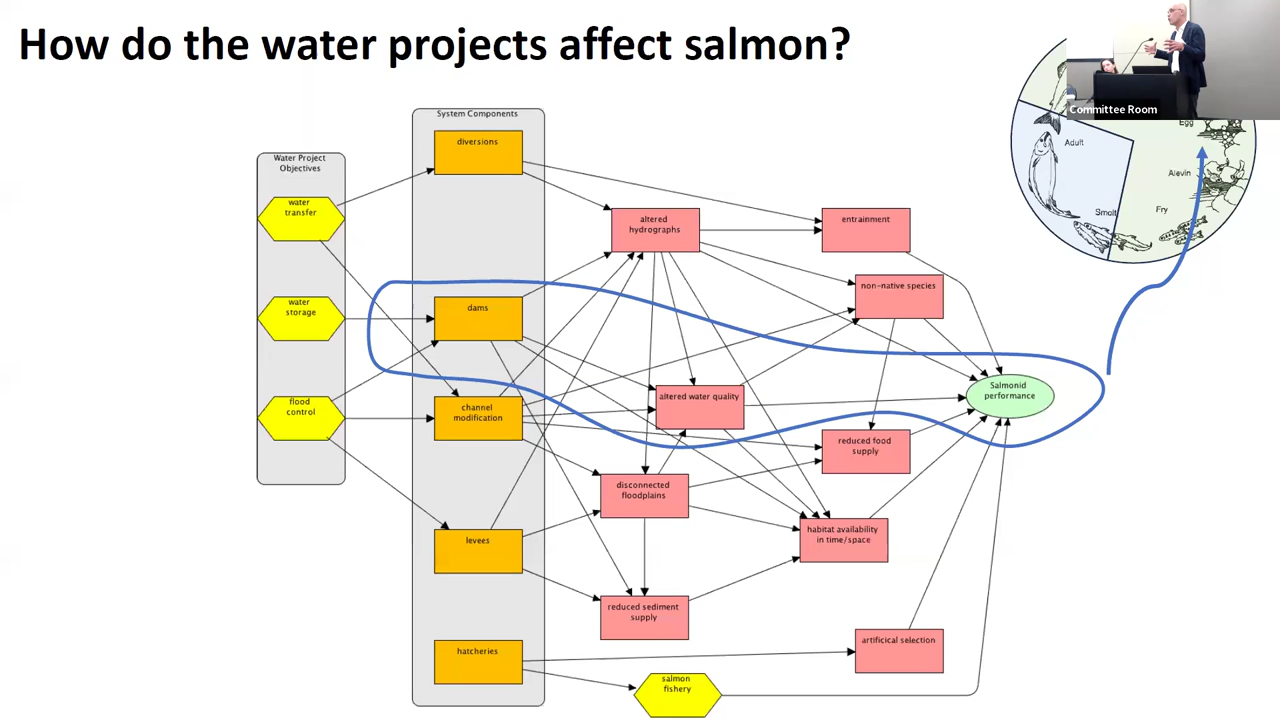 How do the water projects affect salmon?
Committee Room
Egg
Adult
Alevin
Smolt
Fry
System Components
Water Project
Objectives
diversions
water
transfer
altered
hydrographs
entrainment
non-native species
water
storage
dams
Salmonid
performance
altered water quality
flood
control
channel
modification
reduced food
supply
disconnected
floodplains
habitat availability
in time/space
levees
reduced sediment
supply
artificical selection
hatcheries
salmon
fishery